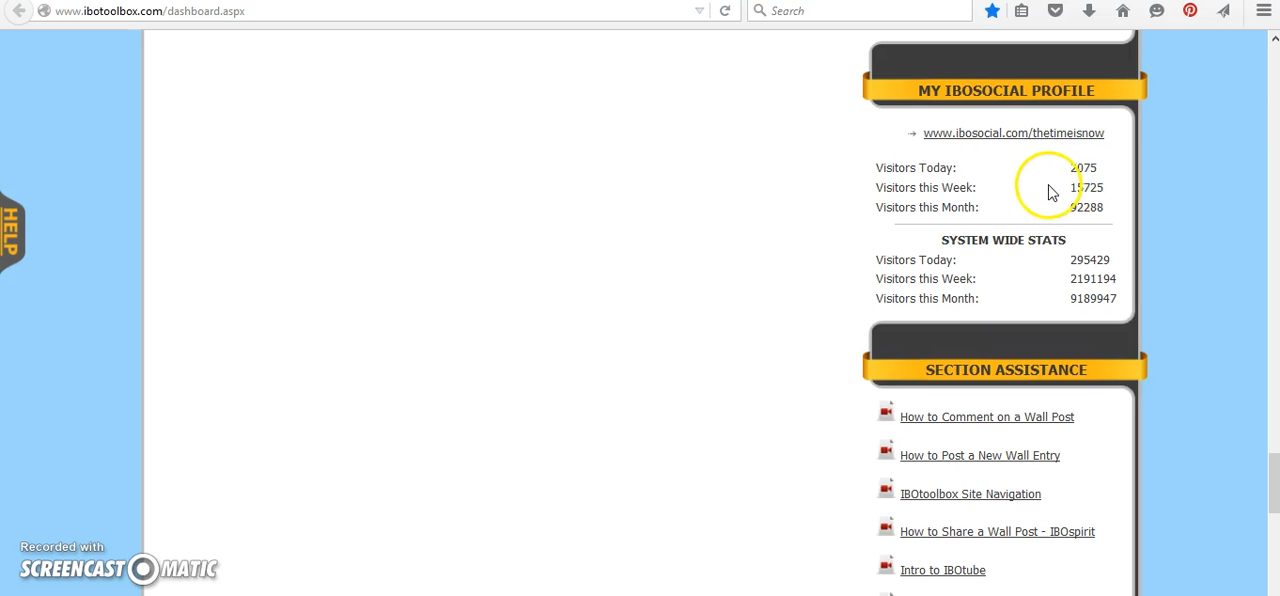 www.ibotoolbox.com/dashboard.aspx
Search
MY IBOSOCIAL PROFILE
www.ibosocial.com/thetimeisnow
Visitors Today: 2075
Visitors this Week: 15725
Visitors this Month: 92288
SYSTEM WIDE STATS
Visitors Today: 295429
Visitors this Week: 2191194
Visitors this Month: 9189947
SECTION ASSISTANCE
How to Comment on a Wall Post
How to Post a New Wall Entry
IBOtoolbox Site Navigation
How to Share a Wall Post - IBOspirit
Intro to IBOtube
HELP
Recorded with
SCREENCAST MATIC